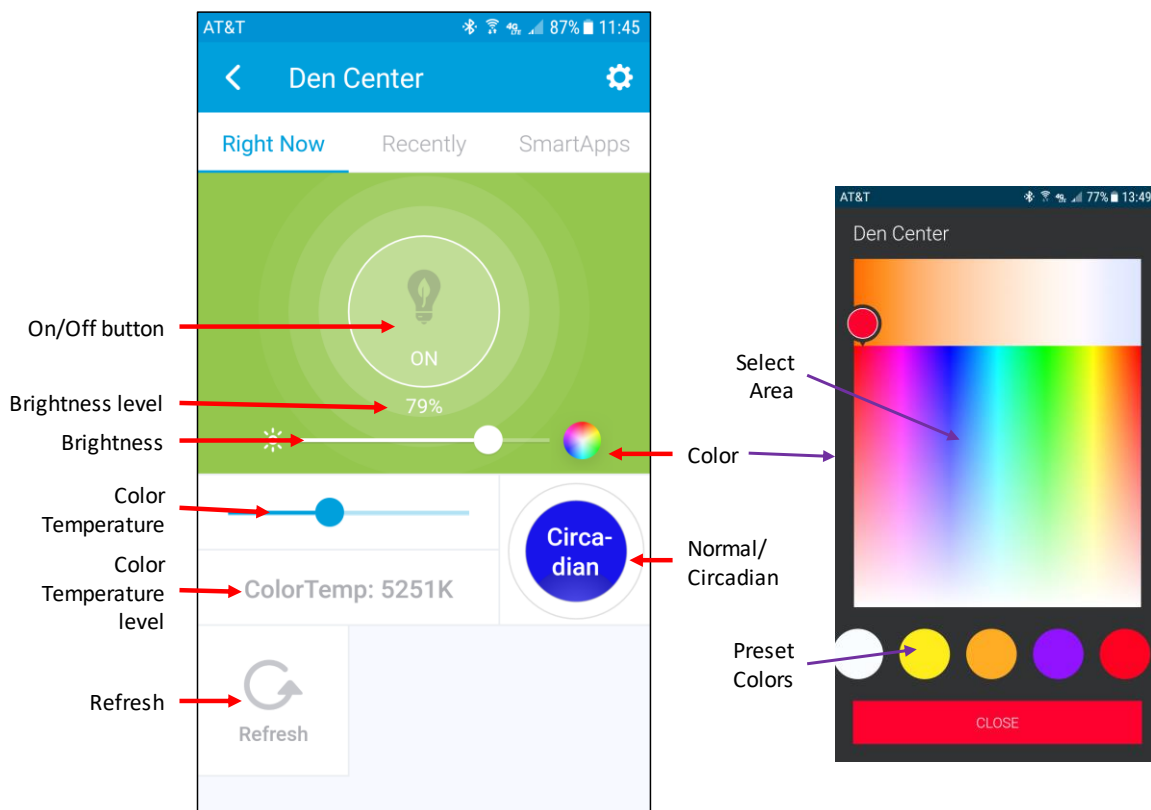 AT&T 87% 11:45
Den Center
Right Now Recently SmartApps
ON
79%
Circa-
dian
ColorTemp: 5251K
Refresh
On/Off button
Brightness level
Brightness
Color
Temperature
Color
Temperature
level
Refresh
Color
Normal/
Circadian
AT&T 77% 13:49
Den Center
CLOSE
Select
Area
Preset
Colors